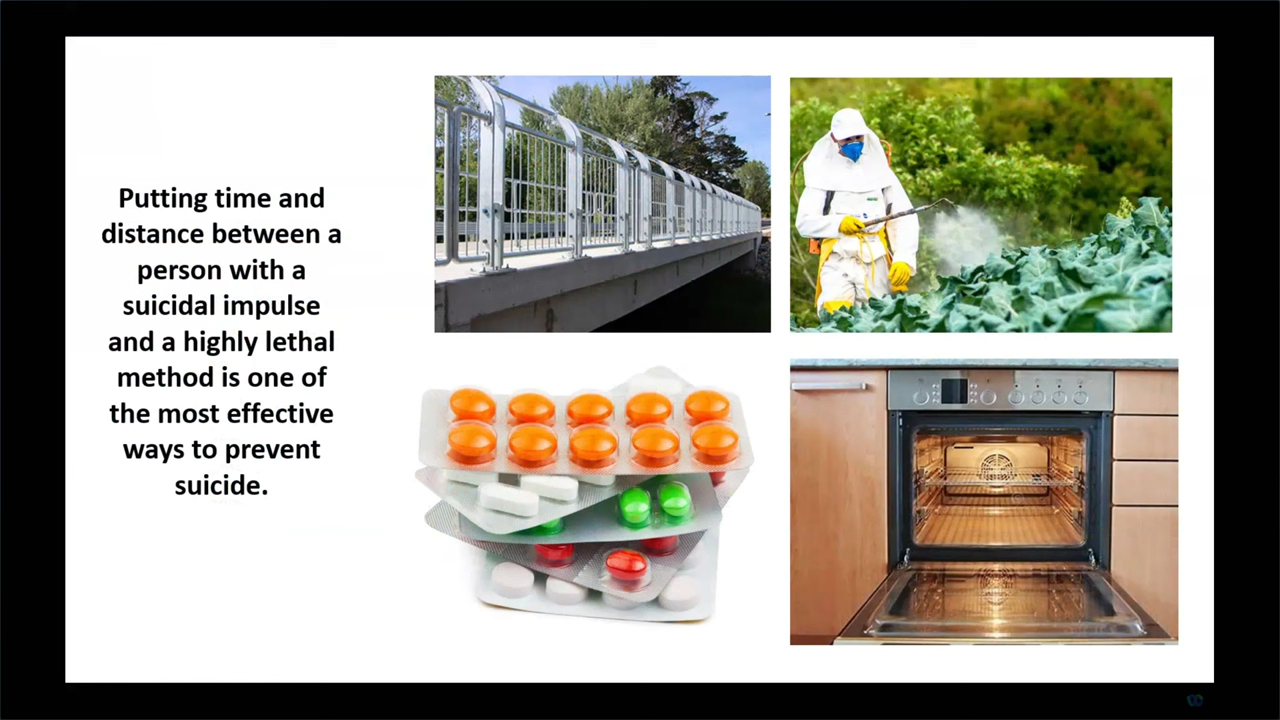 Putting time and
distance between a
person with a
suicidal impulse
and a highly lethal
method is one of
the most effective
ways to prevent
suicide.